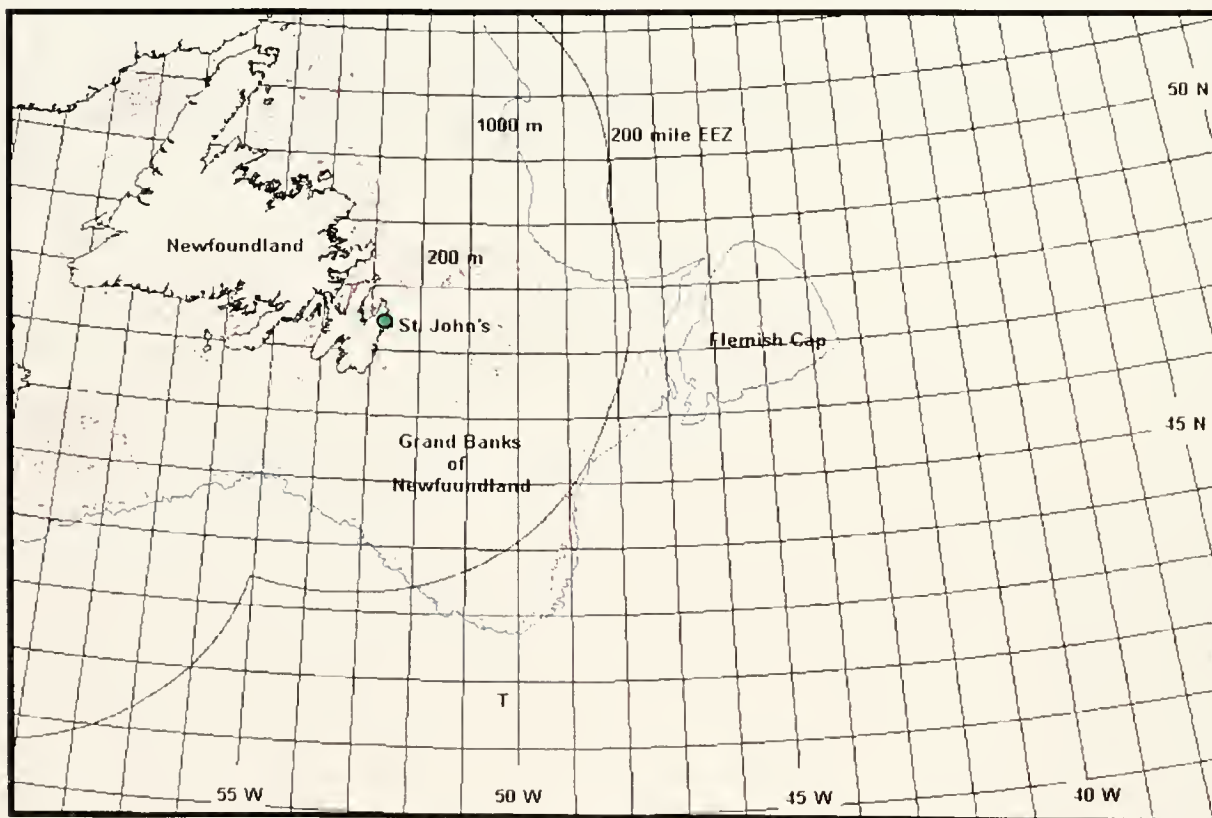 50 N
1000 m
200 mile EEZ
Newfoundland
200 m
St. John's
Flemish Cap
45 N
Grand Banks
of
Newfoundland
T
55 W
50 W
45 W
40 W